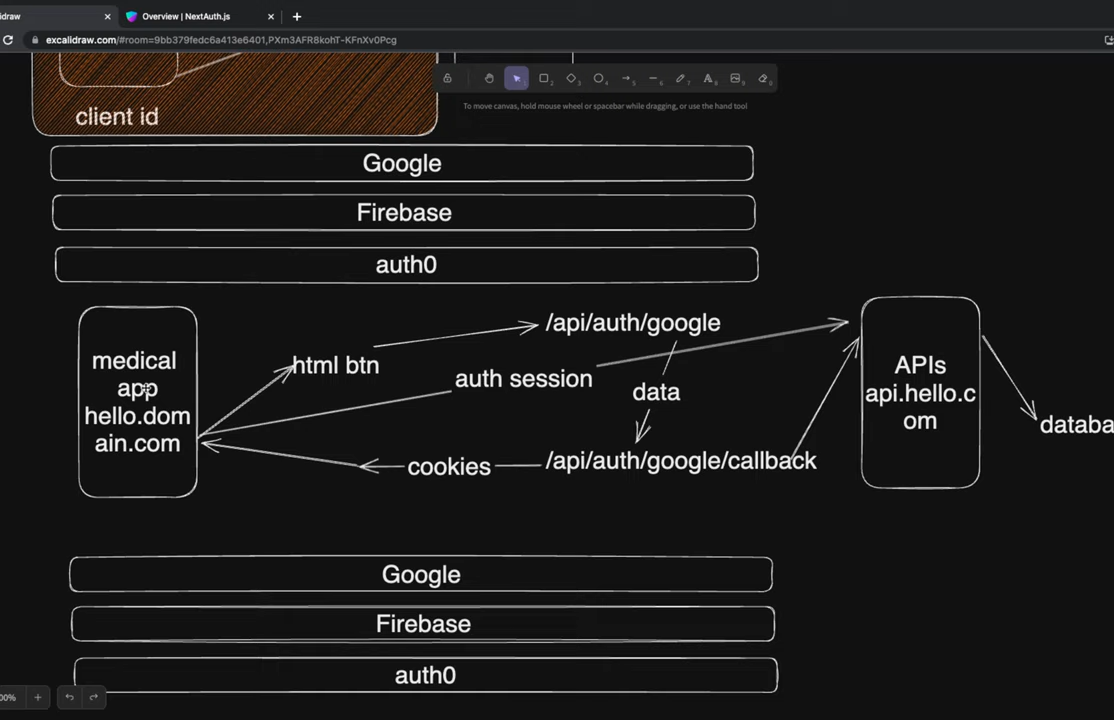 draw
Overview | NextAuth.js
excalidraw.com/#room=9bb379fedc6a413e6401,PXm3AFR8kohT-KFnXv0Pcg
To move canvas, hold mouse wheel or spacebar while dragging, or use the hand tool
client id
Google
Firebase
auth0
medical
app
hello.dom
ain.com
html btn
/api/auth/google
auth session
data
cookies
/api/auth/google/callback
APIs
api.hello.c
om
databa
Google
Firebase
auth0
00%